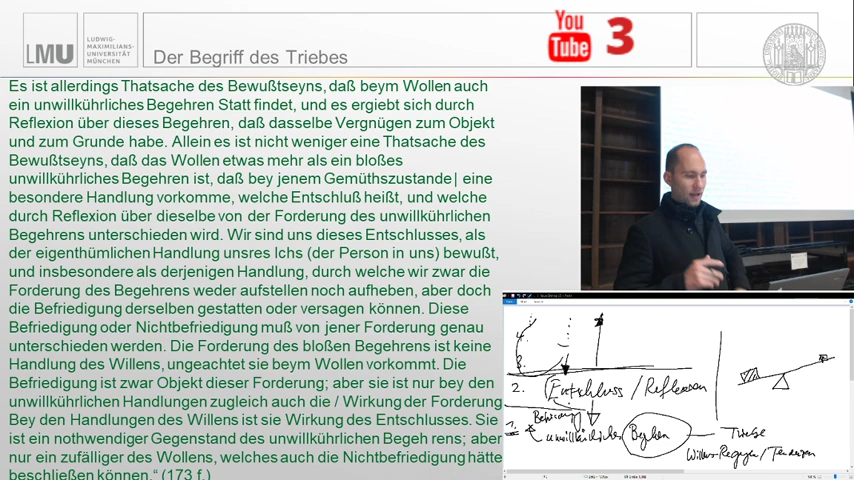 LMU
LUDWIG-
MAXIMILIANS-
UNIVERSITÄT
MÜNCHEN
Der Begriff des Triebes
You
Tube
3
Es ist allerdings Thatsache des Bewußtseyns, daß beym Wollen auch
ein unwillkührliches Begehren Statt findet, und es ergiebt sich durch
Reflexion über dieses Begehren, daß dasselbe Vergnügen zum Objekt
und zum Grunde habe. Allein es ist nicht weniger eine Thatsache des
Bewußtseyns, daß das Wollen etwas mehr als ein bloßes
unwillkührliches Begehren ist, daß bey jenem Gemüthszustande| eine
besondere Handlung vorkomme, welche Entschluß heißt, und welche
durch Reflexion über dieselbe von der Forderung des unwillkührlichen
Begehrens unterschieden wird. Wir sind uns dieses Entschlusses, als
der eigenthümlichen Handlung unsres Ichs (der Person in uns) bewußt,
und insbesondere als derjenigen Handlung, durch welche wir zwar die
Forderung des Begehrens weder aufstellen noch aufheben, aber doch
die Befriedigung derselben gestatten oder versagen können. Diese
Befriedigung oder Nichtbefriedigung muß von jener Forderung genau
unterschieden werden. Die Forderung des bloßen Begehrens ist keine
Handlung des Willens, ungeachtet sie beym Wollen vorkommt. Die
Befriedigung ist zwar Objekt dieser Forderung; aber sie ist nur bey den
unwillkührlichen Handlungen zugleich auch die / Wirkung der Forderung
Bey den Handlungen des Willens ist sie Wirkung des Entschlusses. Sie
ist ein nothwendiger Gegenstand des unwillkührlichen Begeh rens; aber
nur ein zufälliger des Wollens, welches auch die Nichtbefriedigung hätte
beschließen können.“ (173 f.)
4.
3.
2. Entschluss / Reflexion
1. unwillkürliches Begehren — Triebe